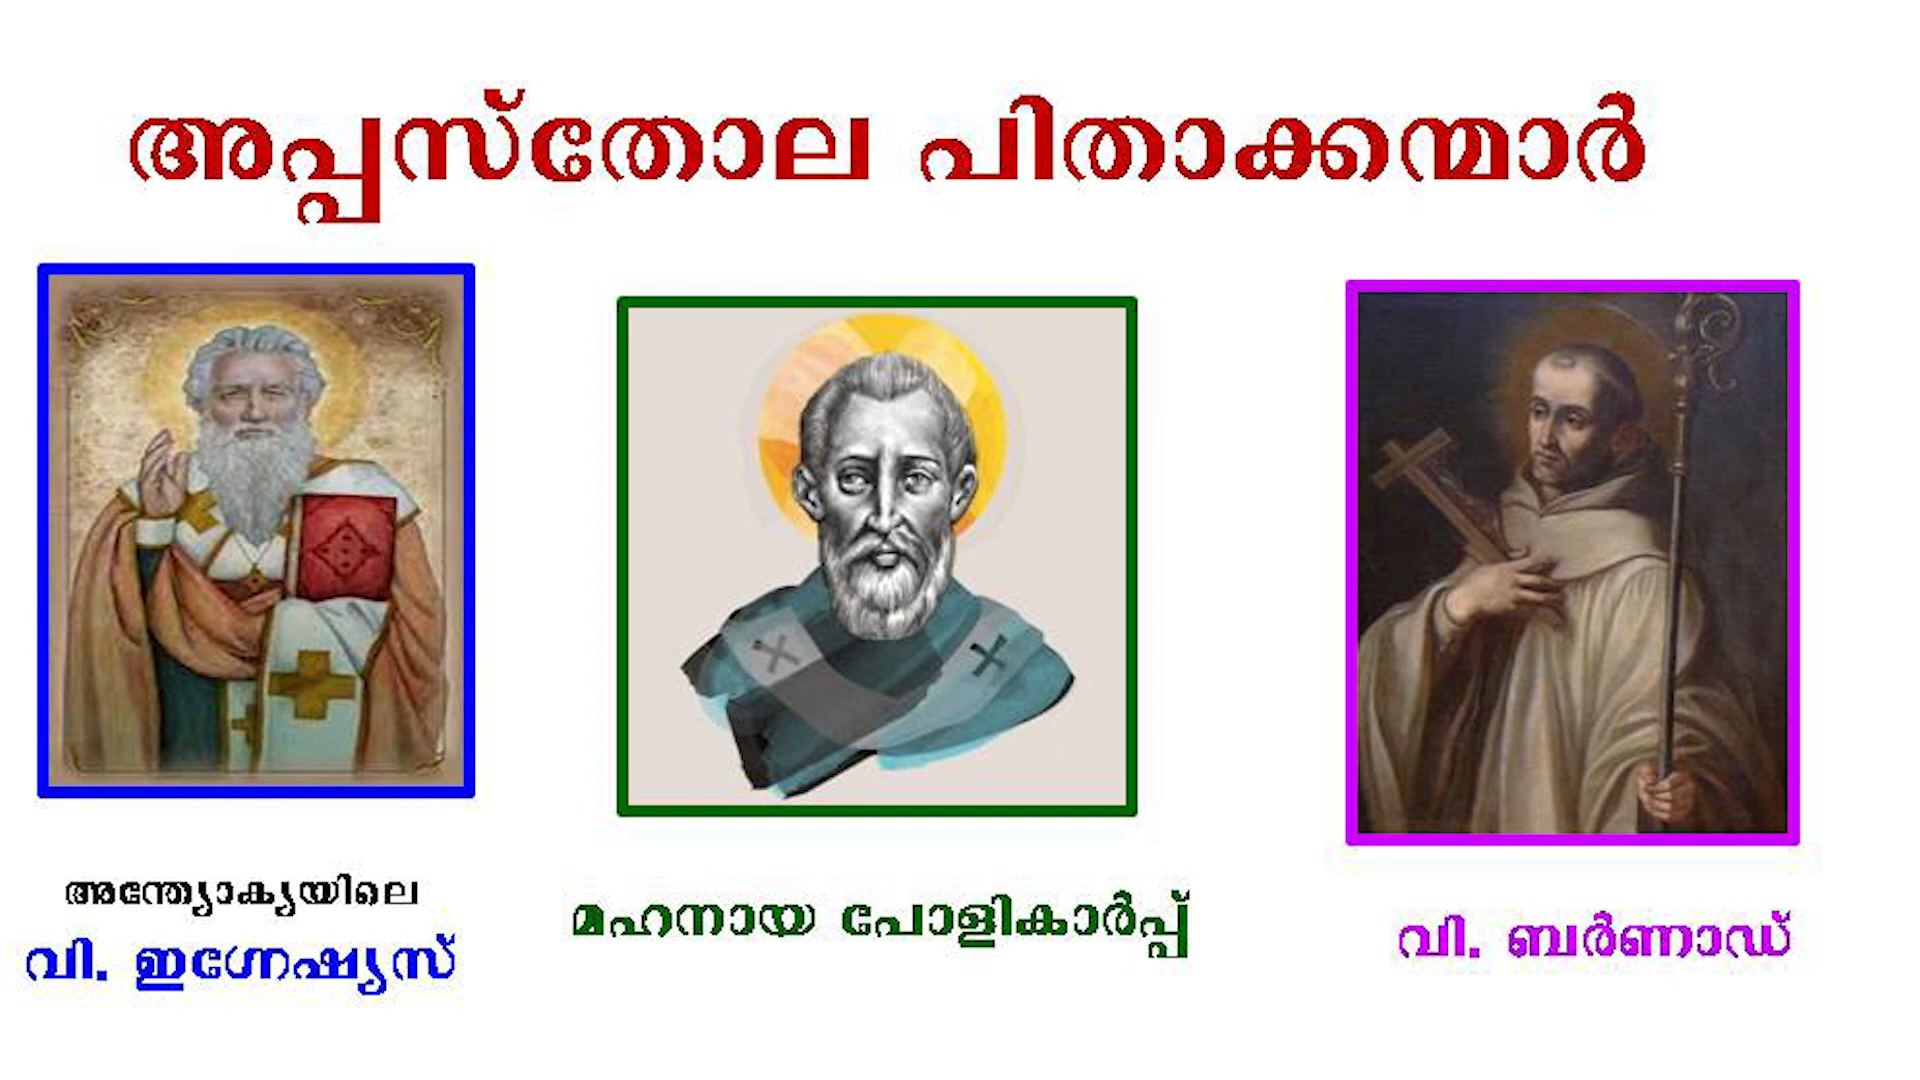 അപ്പസ്തോല പിതാക്കന്മാർ
അന്ത്യോക്യയിലെ
വി. ഇഗ്നേഷ്യസ്
മഹനായ പോളികാർപ്പ്
വി. ബർണാഡ്